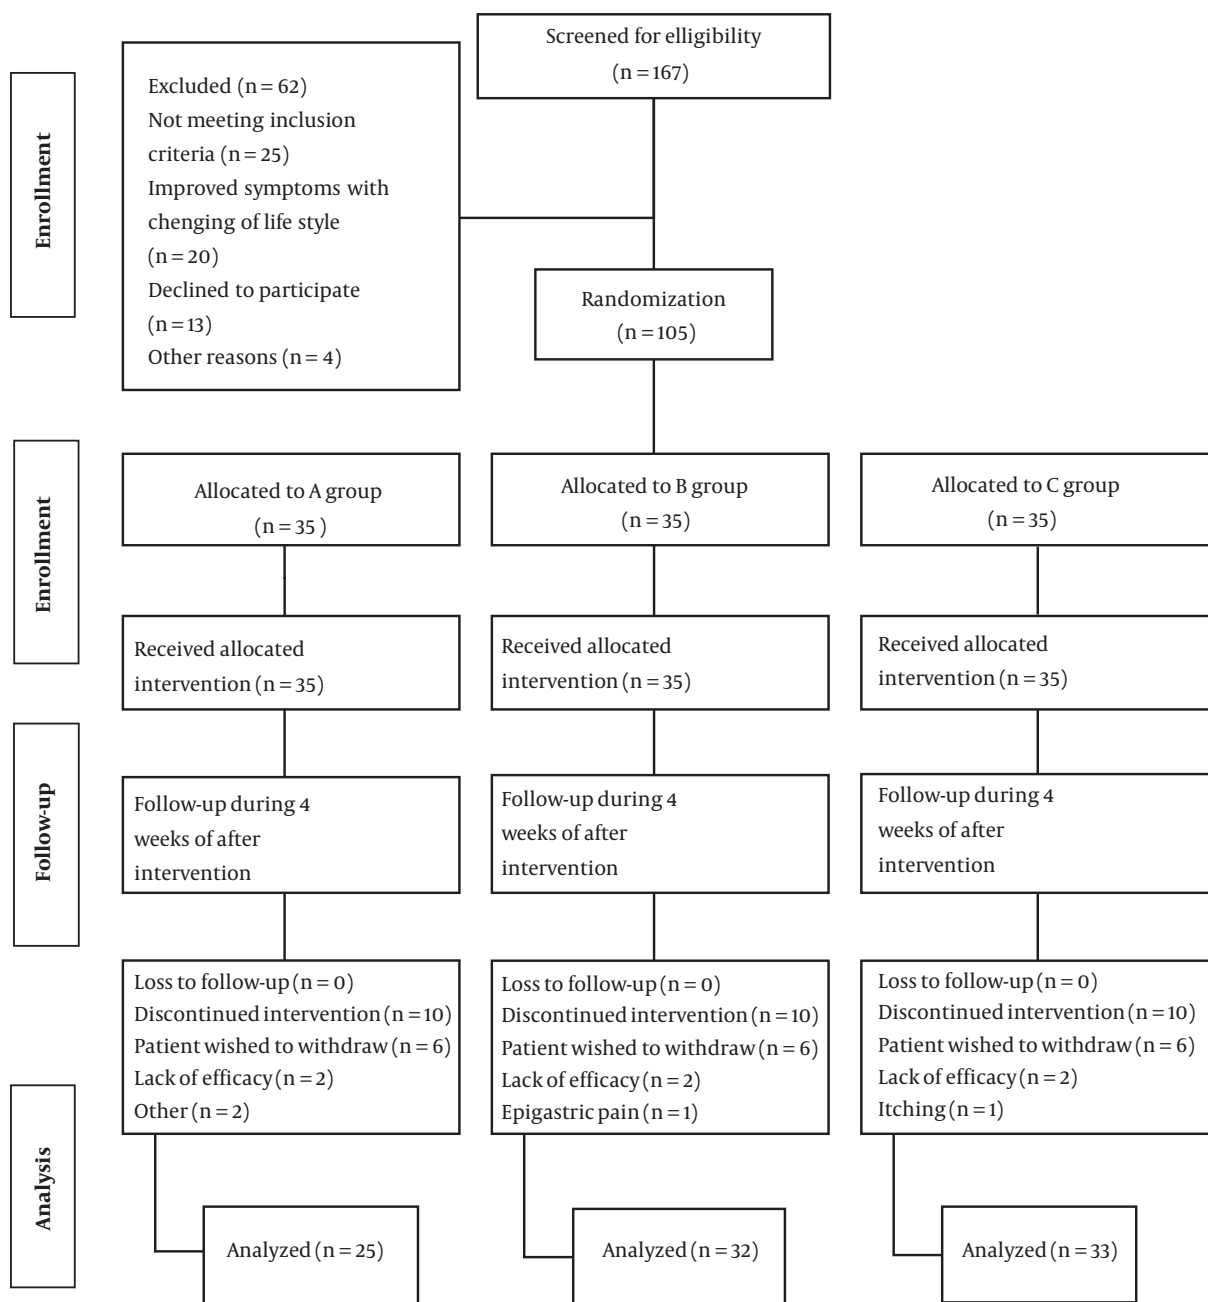 Screened for elligibility
(n = 167)
Enrollment
Excluded (n = 62)
Not meeting inclusion
criteria (n = 25)
Improved symptoms with
chenging of life style
(n = 20)
Declined to participate
(n = 13)
Other reasons (n = 4)
Randomization
(n = 105)
Enrollment
Allocated to A group
(n = 35 )
Allocated to B group
(n = 35)
Allocated to C group
(n = 35)
Received allocated
intervention (n = 35)
Received allocated
intervention (n = 35)
Received allocated
intervention (n = 35)
Follow-up
Follow-up during 4
weeks of after
intervention
Follow-up during 4
weeks of after
intervention
Follow-up during 4
weeks of after
intervention
Loss to follow-up (n = 0)
Discontinued intervention (n = 10)
Patient wished to withdraw (n = 6)
Lack of efficacy (n = 2)
Other (n = 2)
Loss to follow-up (n = 0)
Discontinued intervention (n = 10)
Patient wished to withdraw (n = 6)
Lack of efficacy (n = 2)
Epigastric pain (n = 1)
Loss to follow-up (n = 0)
Discontinued intervention (n = 10)
Patient wished to withdraw (n = 6)
Lack of efficacy (n = 2)
Itching (n = 1)
Analysis
Analyzed (n = 25)
Analyzed (n = 32)
Analyzed (n = 33)